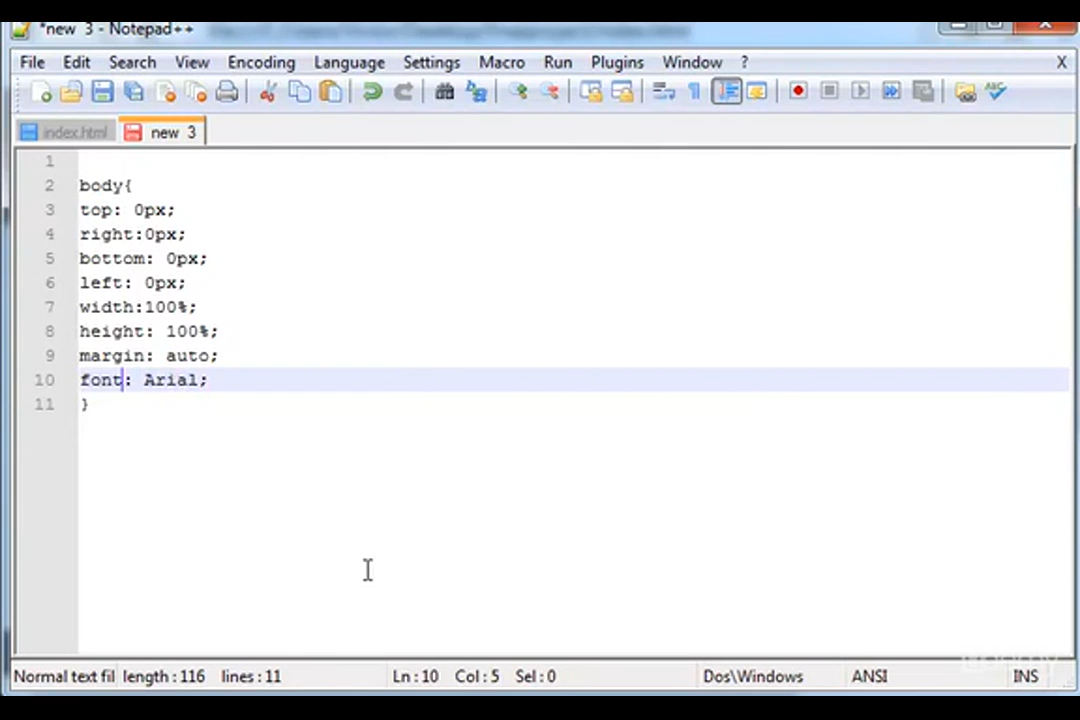 *new 3 - Notepad++
File Edit Search View Encoding Language Settings Macro Run Plugins Window ? X
index.html new 3
1
2 body{
3 top: 0px;
4 right:0px;
5 bottom: 0px;
6 left: 0px;
7 width:100%;
8 height: 100%;
9 margin: auto;
10 font: Arial;
11 }
Normal text fil length : 116 lines : 11 Ln : 10 Col : 5 Sel : 0 Dos\Windows ANSI INS